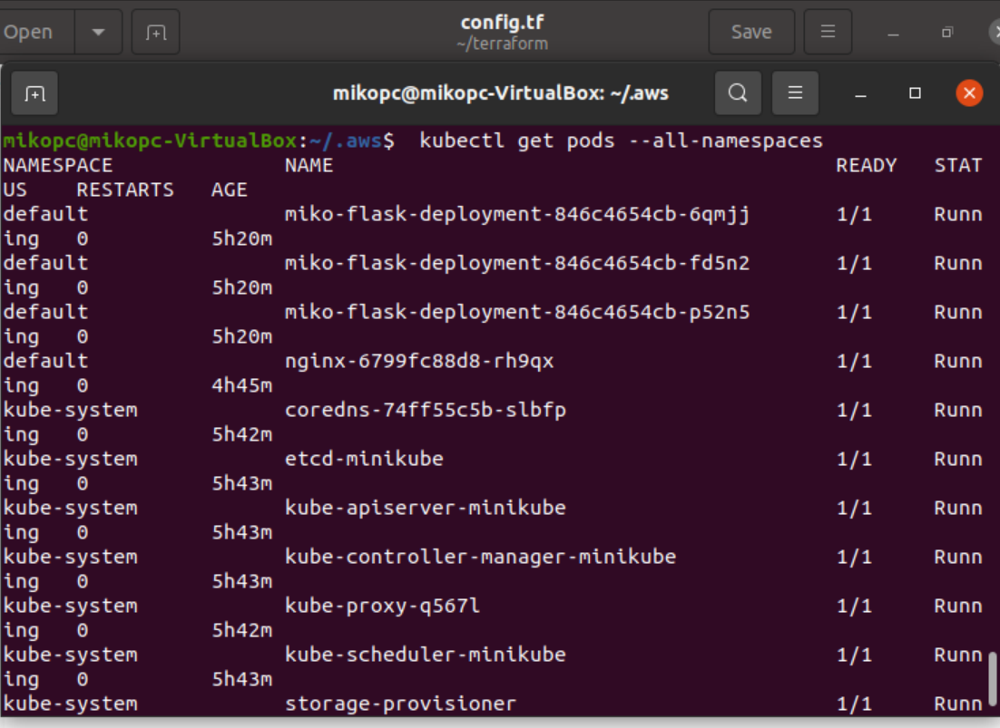 Open
config.tf
~/terraform
Save
mikopc@mikopc-VirtualBox: ~/.aws
mikopc@mikopc-VirtualBox:~/.aws$  kubectl get pods --all-namespaces
NAMESPACE NAME READY STAT
US RESTARTS AGE
default miko-flask-deployment-846c4654cb-6qmjj 1/1 Runn
ing 0 5h20m
default miko-flask-deployment-846c4654cb-fd5n2 1/1 Runn
ing 0 5h20m
default miko-flask-deployment-846c4654cb-p52n5 1/1 Runn
ing 0 5h20m
default nginx-6799fc88d8-rh9qx 1/1 Runn
ing 0 4h45m
kube-system coredns-74ff55c5b-slbfp 1/1 Runn
ing 0 5h42m
kube-system etcd-minikube 1/1 Runn
ing 0 5h43m
kube-system kube-apiserver-minikube 1/1 Runn
ing 0 5h43m
kube-system kube-controller-manager-minikube 1/1 Runn
ing 0 5h43m
kube-system kube-proxy-q567l 1/1 Runn
ing 0 5h42m
kube-system kube-scheduler-minikube 1/1 Runn
ing 0 5h43m
kube-system storage-provisioner 1/1 Runn